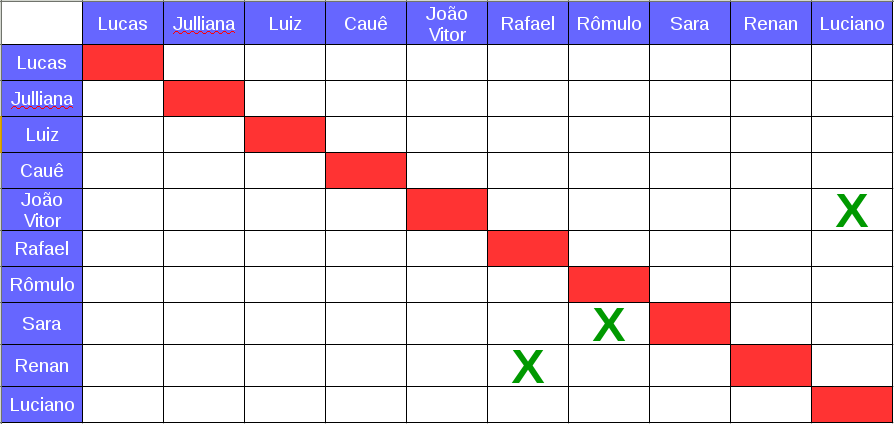 Lucas Julliana Luiz Cauê João Vitor Rafael Rômulo Sara Renan Luciano
Lucas
Julliana
Luiz
Cauê
João
Vitor X
Rafael
Rômulo
Sara X
Renan X
Luciano